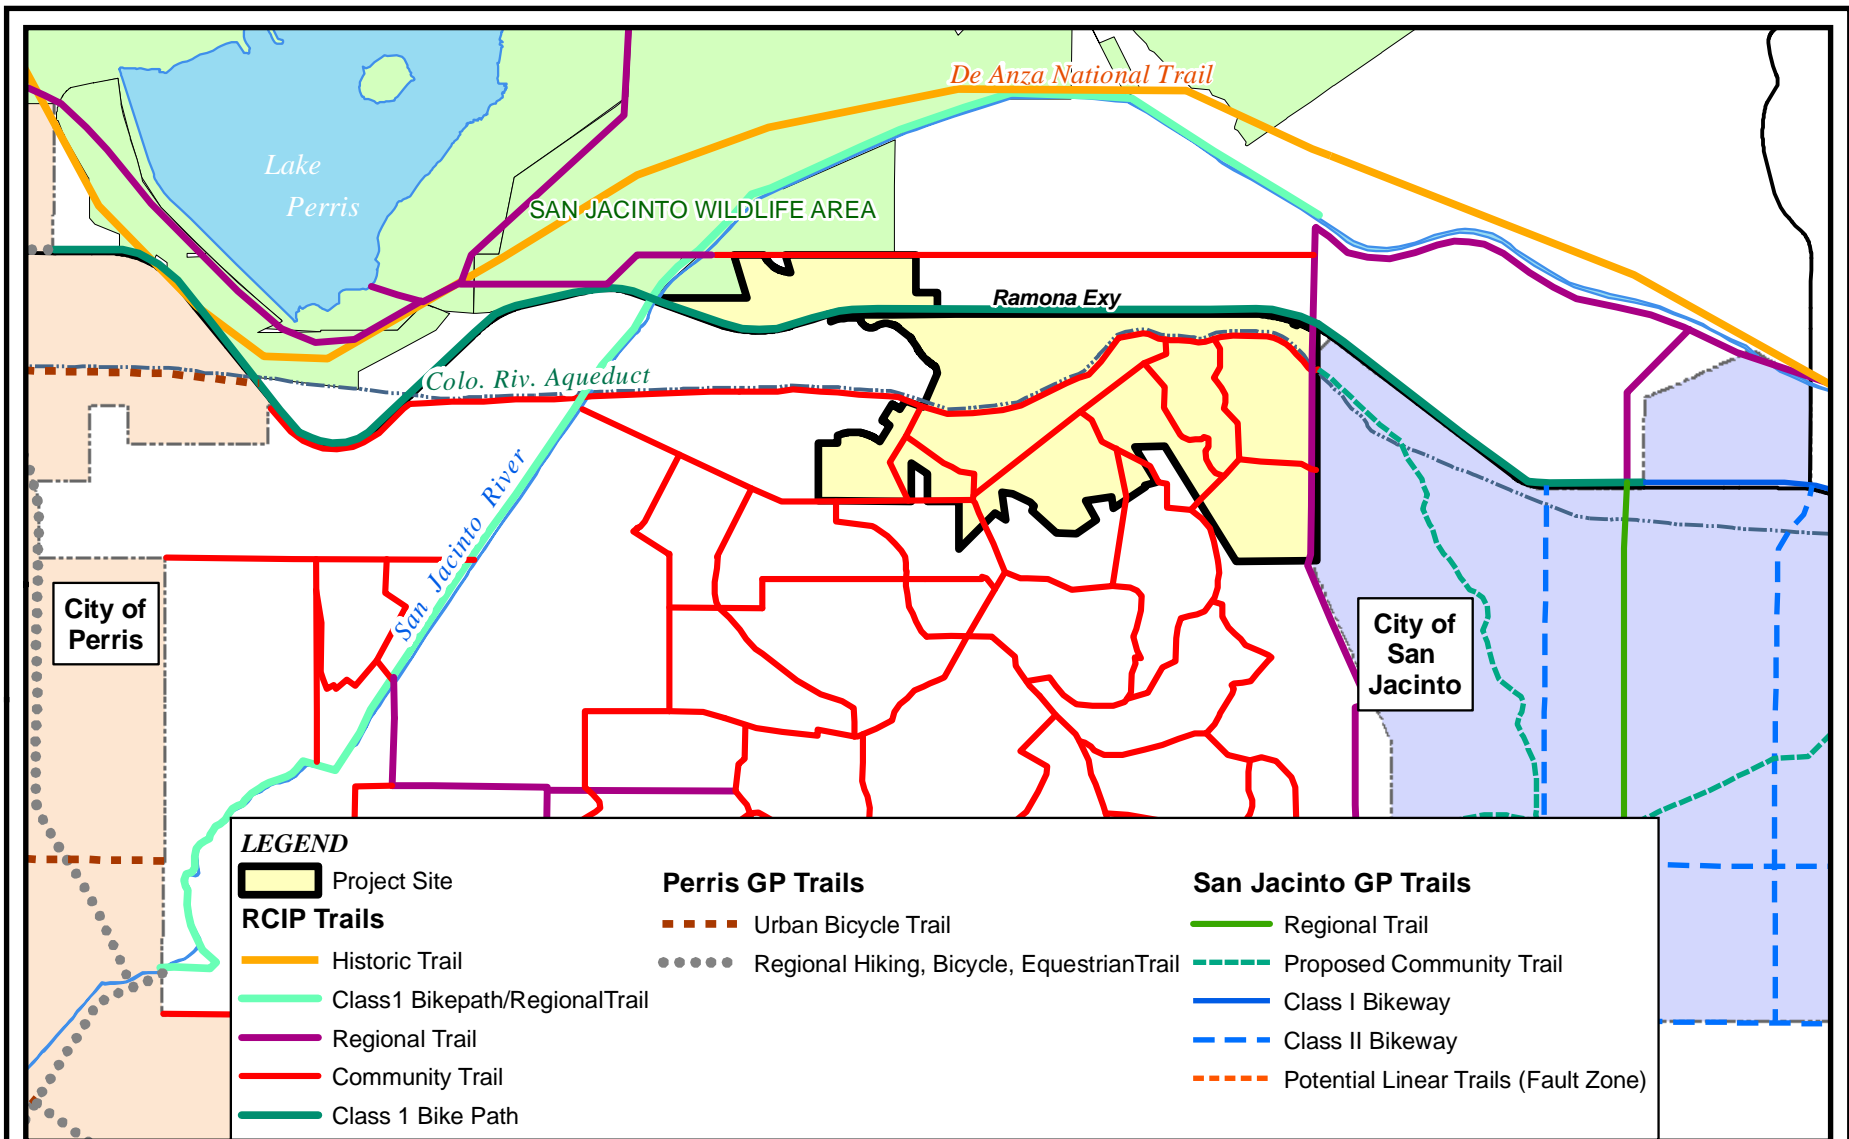 De Anza National Trail
Lake
Perris
SAN JACINTO WILDLIFE AREA
Ramona Exy
Colo. Riv. Aqueduct
San Jacinto River
City of
Perris
City of
San
Jacinto
LEGEND
Project Site
RCIP Trails
Historic Trail
Class1 Bikepath/RegionalTrail
Regional Trail
Community Trail
Class 1 Bike Path
Perris GP Trails
Urban Bicycle Trail
Regional Hiking, Bicycle, EquestrianTrail
San Jacinto GP Trails
Regional Trail
Proposed Community Trail
Class I Bikeway
Class II Bikeway
Potential Linear Trails (Fault Zone)